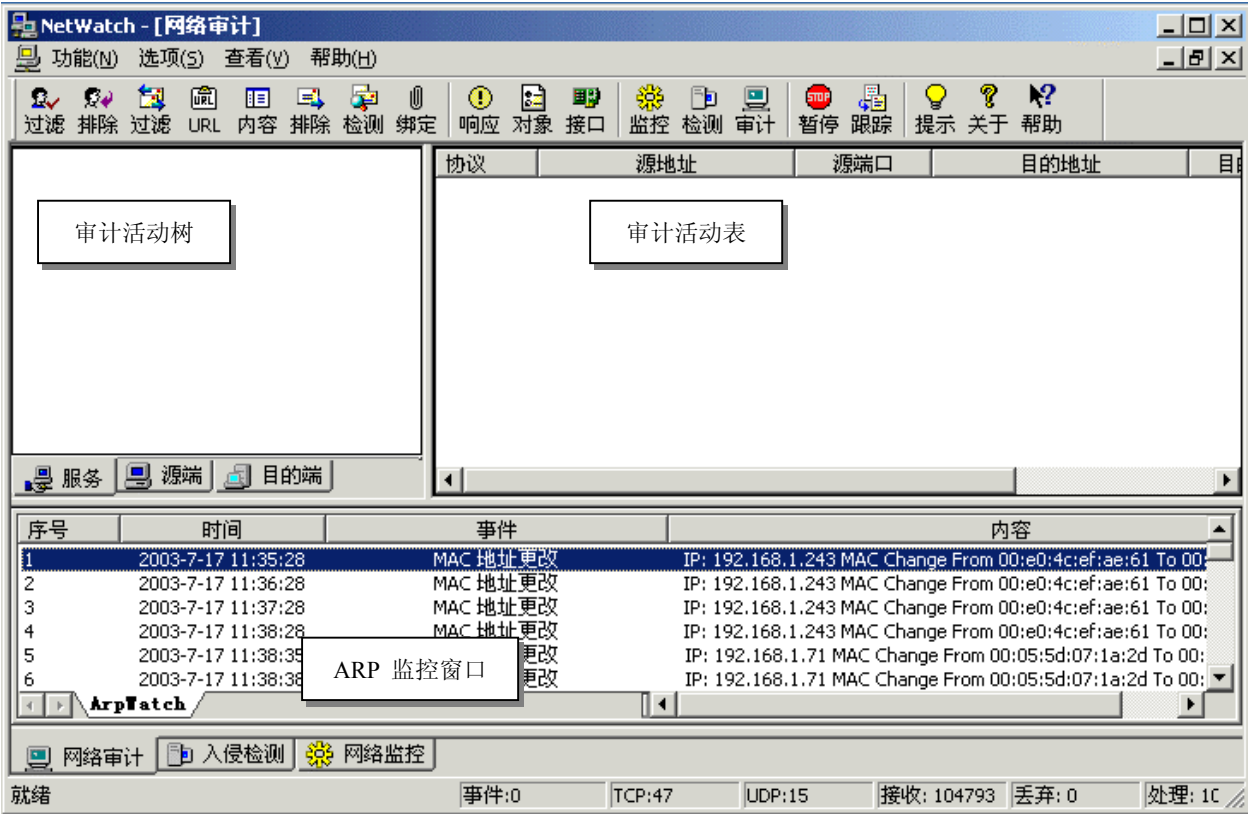 NetWatch - [网络审计]
功能(N) 选项(S) 查看(V) 帮助(H)
URL STOP
过滤 排除 过滤 URL 内容 排除 检测 绑定 响应 对象 接口 监控 检测 审计 暂停 跟踪 提示 关于 帮助
协议 源地址 源端口 目的地址
审计活动树 审计活动表
服务 源端 目的端
序号 时间 事件 内容
1 2003-7-17 11:35:28 MAC 地址更改 IP: 192.168.1.243 MAC Change From 00:e0:4c:ef:ae:61 To 00:
2 2003-7-17 11:36:28 MAC 地址更改 IP: 192.168.1.243 MAC Change From 00:e0:4c:ef:ae:61 To 00:
3 2003-7-17 11:37:28 MAC 地址更改 IP: 192.168.1.243 MAC Change From 00:e0:4c:ef:ae:61 To 00:
4 2003-7-17 11:38:28 MAC 地址更改 IP: 192.168.1.243 MAC Change From 00:e0:4c:ef:ae:61 To 00:
5 2003-7-17 11:38:35 更改 IP: 192.168.1.71 MAC Change From 00:05:5d:07:1a:2d To 00:
6 2003-7-17 11:38:38 更改 IP: 192.168.1.71 MAC Change From 00:05:5d:07:1a:2d To 00:
ARP 监控窗口
ArpWatch
网络审计 入侵检测 网络监控
就绪 事件:0 TCP:47 UDP:15 接收: 104793 丢弃: 0 处理: 10